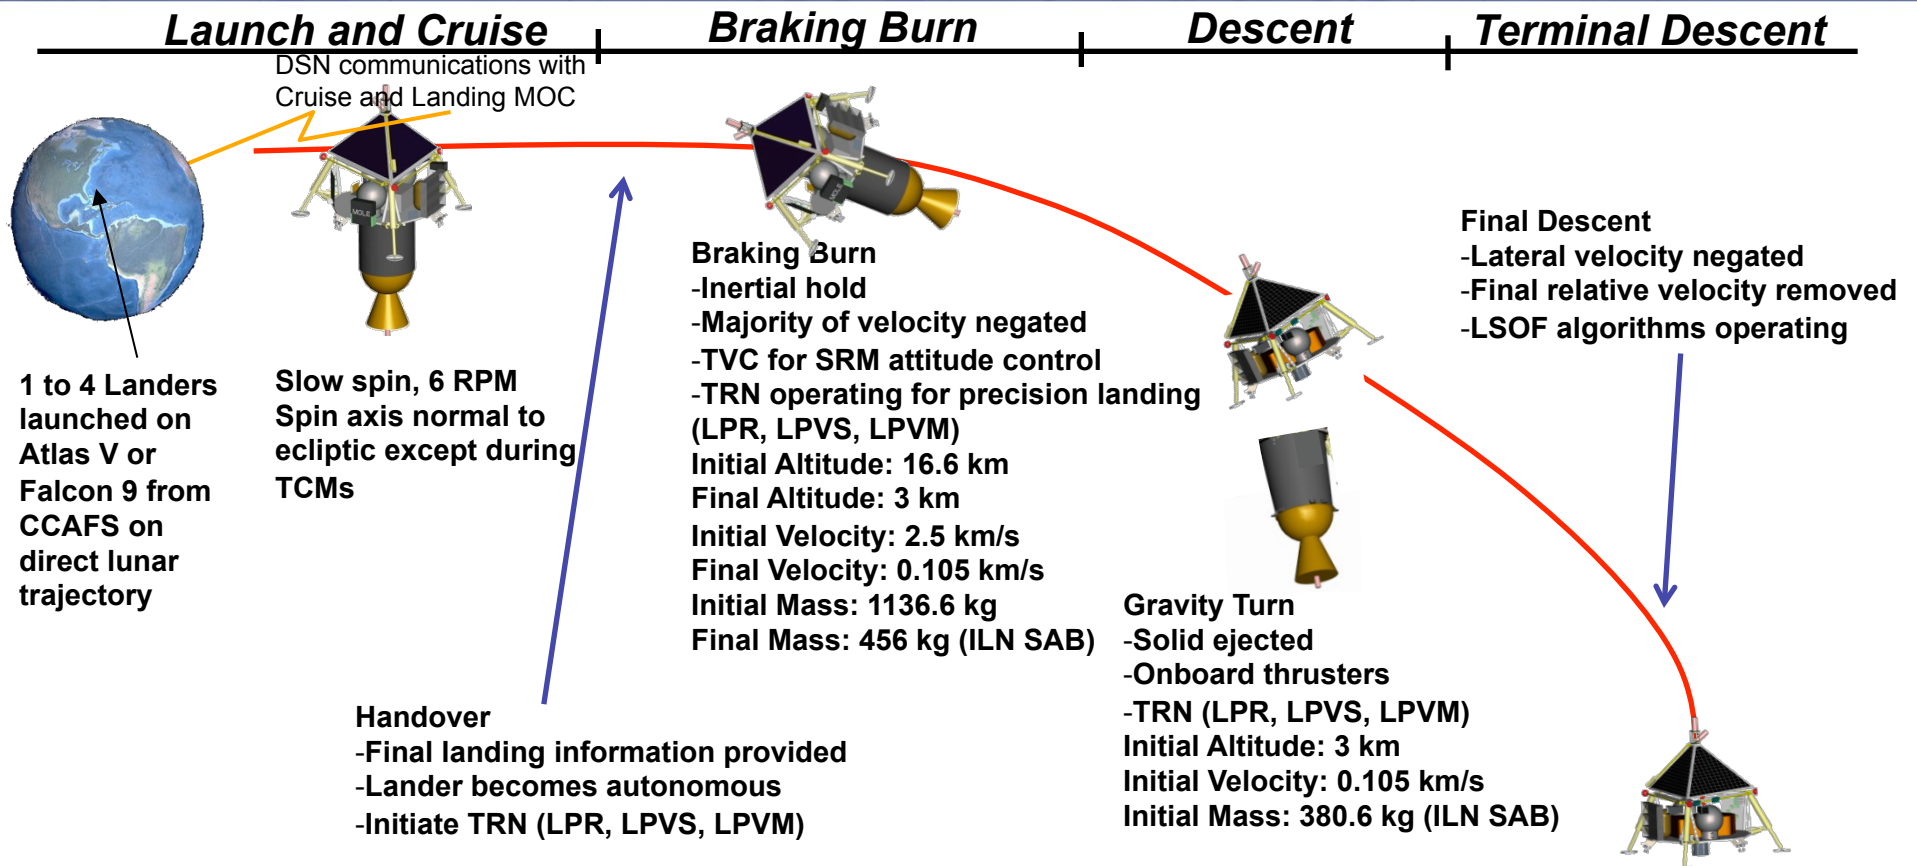 Launch and Cruise
Braking Burn
Descent
Terminal Descent
DSN communications with
Cruise and Landing MOC
1 to 4 Landers
launched on
Atlas V or
Falcon 9 from
CCAFS on
direct lunar
trajectory
MOLE
Slow spin, 6 RPM
Spin axis normal to
ecliptic except during
TCMs
Handover
-Final landing information provided
-Lander becomes autonomous
-Initiate TRN (LPR, LPVS, LPVM)
MOLE
Braking Burn
-Inertial hold
-Majority of velocity negated
-TVC for SRM attitude control
-TRN operating for precision landing
(LPR, LPVS, LPVM)
Initial Altitude: 16.6 km
Final Altitude: 3 km
Initial Velocity: 2.5 km/s
Final Velocity: 0.105 km/s
Initial Mass: 1136.6 kg
Final Mass: 456 kg (ILN SAB)
Gravity Turn
-Solid ejected
-Onboard thrusters
-TRN (LPR, LPVS, LPVM)
Initial Altitude: 3 km
Initial Velocity: 0.105 km/s
Initial Mass: 380.6 kg (ILN SAB)
Final Descent
-Lateral velocity negated
-Final relative velocity removed
-LSOF algorithms operating